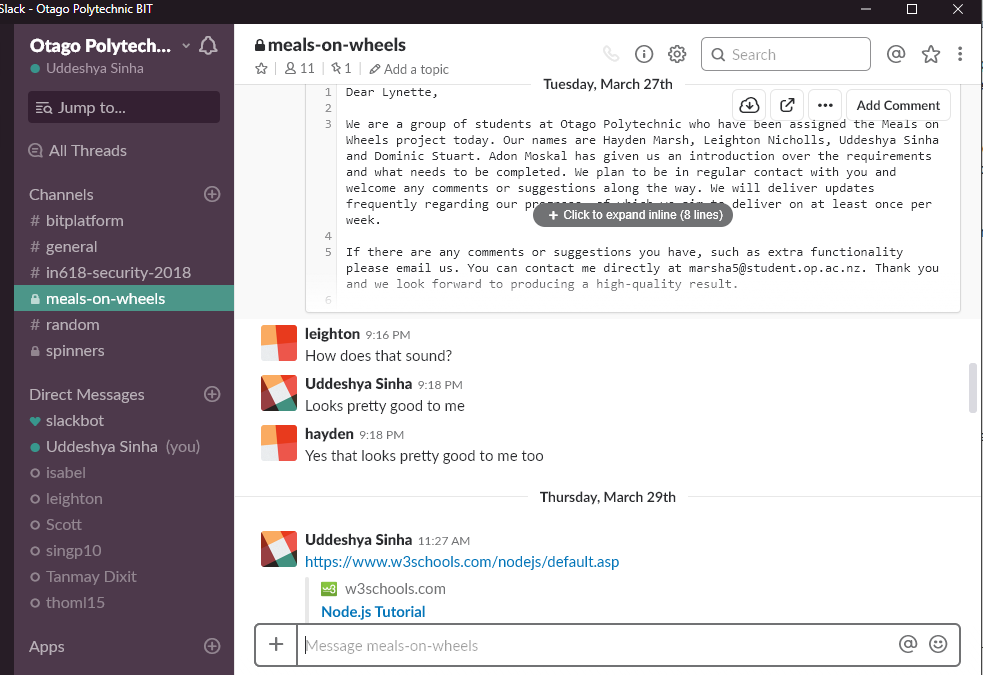 Slack - Otago Polytechnic BIT
Otago Polytech...
Uddeshya Sinha
Jump to...
All Threads
Channels
# bitplatform
# general
# in618-security-2018
meals-on-wheels
# random
spinners
Direct Messages
slackbot
Uddeshya Sinha (you)
isabel
leighton
Scott
singp10
Tanmay Dixit
thoml15
Apps
meals-on-wheels
11 | 1 | Add a topic
Search
Tuesday, March 27th
Add Comment
1 Dear Lynette,
2
3 We are a group of students at Otago Polytechnic who have been assigned the Meals on
Wheels project today. Our names are Hayden Marsh, Leighton Nicholls, Uddeshya Sinha
and Dominic Stuart. Adon Moskal has given us an introduction over the requirements
and what needs to be completed. We plan to be in regular contact with you and
welcome any comments or suggestions along the way. We will deliver updates
frequently regarding our deliver on at least once per
week.
+ Click to expand inline (8 lines)
4
5 If there are any comments or suggestions you have, such as extra functionality
please email us. You can contact me directly at marsha5@student.op.ac.nz. Thank you
and we look forward to producing a high-quality result.
6
leighton 9:16 PM
How does that sound?
Uddeshya Sinha 9:18 PM
Looks pretty good to me
hayden 9:18 PM
Yes that looks pretty good to me too
Thursday, March 29th
Uddeshya Sinha 11:27 AM
https://www.w3schools.com/nodejs/default.asp
w3schools.com
Node.js Tutorial
Message meals-on-wheels